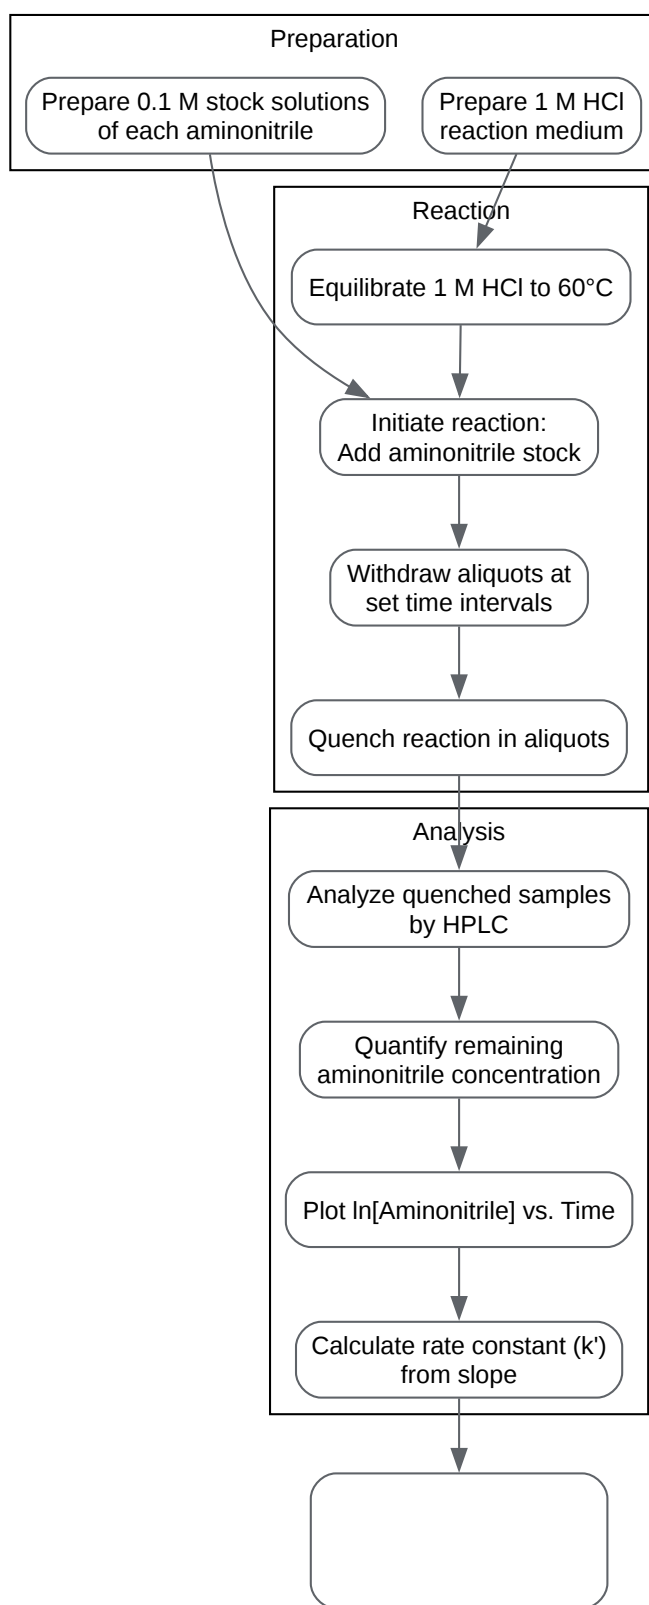 Preparation
Prepare 0.1 M stock solutions
of each aminonitrile
Prepare 1 M HCl
reaction medium
Reaction
Equilibrate 1 M HCl to 60°C
Initiate reaction:
Add aminonitrile stock
Withdraw aliquots at
set time intervals
Quench reaction in aliquots
Analysis
Analyze quenched samples
by HPLC
Quantify remaining
aminonitrile concentration
Plot ln[Aminonitrile] vs. Time
Calculate rate constant (k')
from slope